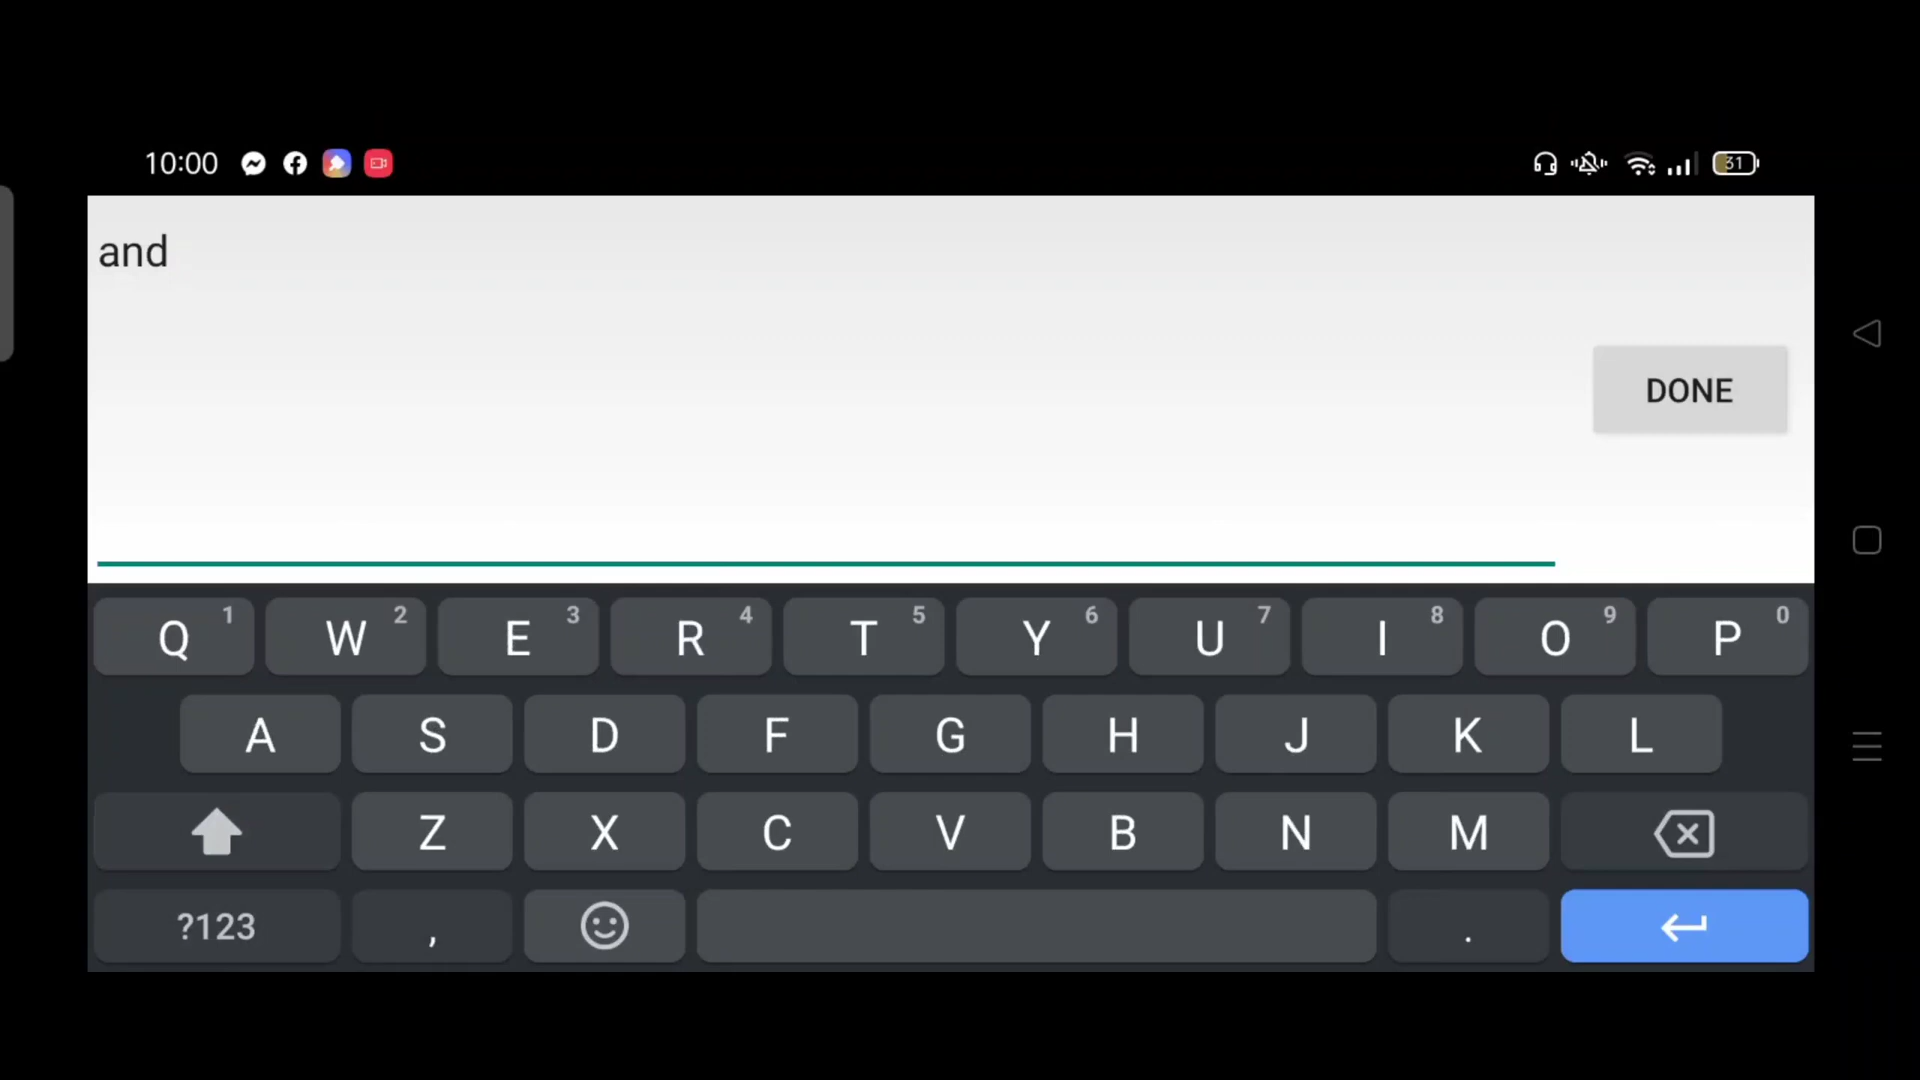 10:00
31
and
DONE
Q 1 W 2 E 3 R 4 T 5 Y 6 U 7 I 8 O 9 P 0
A S D F G H J K L
Z X C V B N M
?123 , .